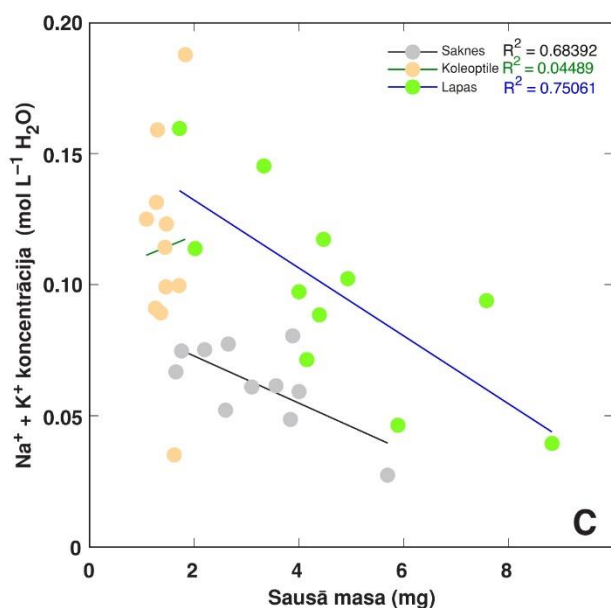 0.20
0.15
0.10
0.05
0
0
2
4
6
8
Na⁺ + K⁺ koncentrācija (mol L⁻¹ H₂O)
Sausā masa (mg)
Saknes R² = 0.68392
Koleoptile R² = 0.04489
Lapas R² = 0.75061
C